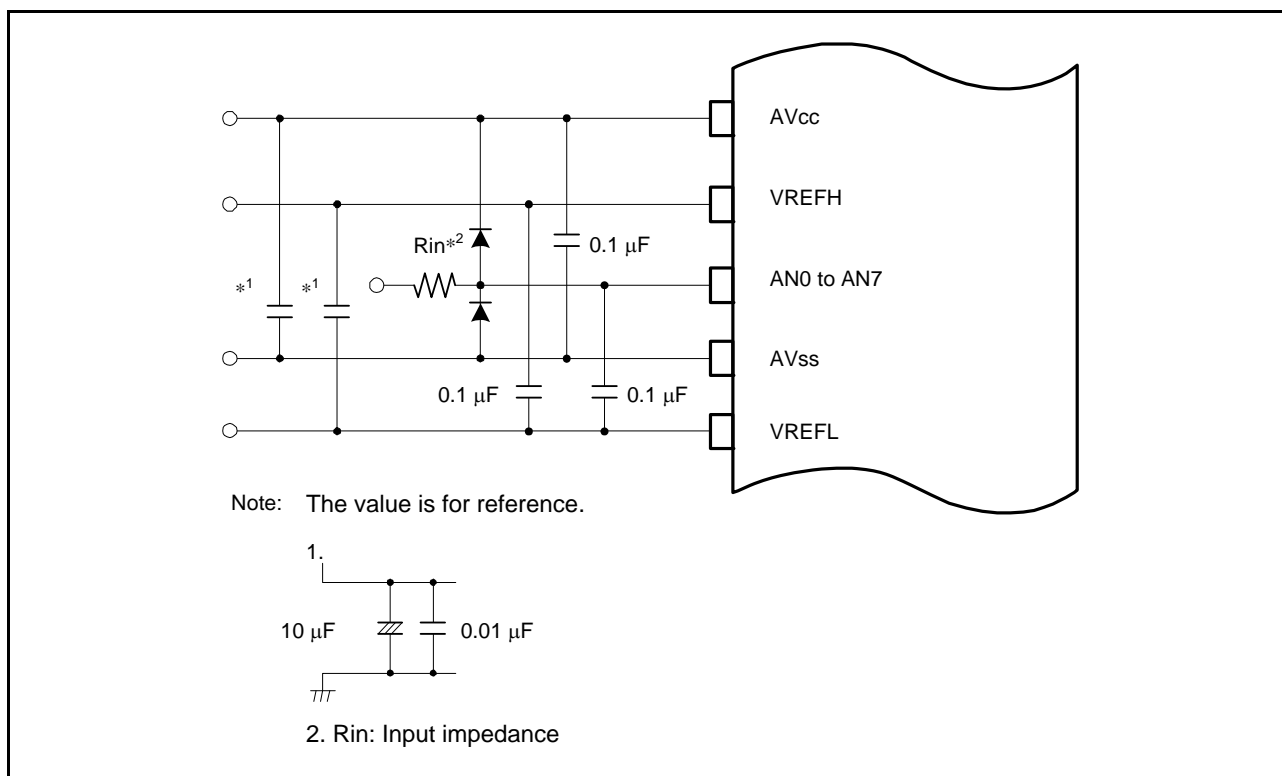 AVcc
VREFH
Rin*2
0.1 μF
*1
*1
AN0 to AN7
AVss
0.1 μF
0.1 μF
VREFL
Note: The value is for reference.
1.
10 μF
0.01 μF
2. Rin: Input impedance